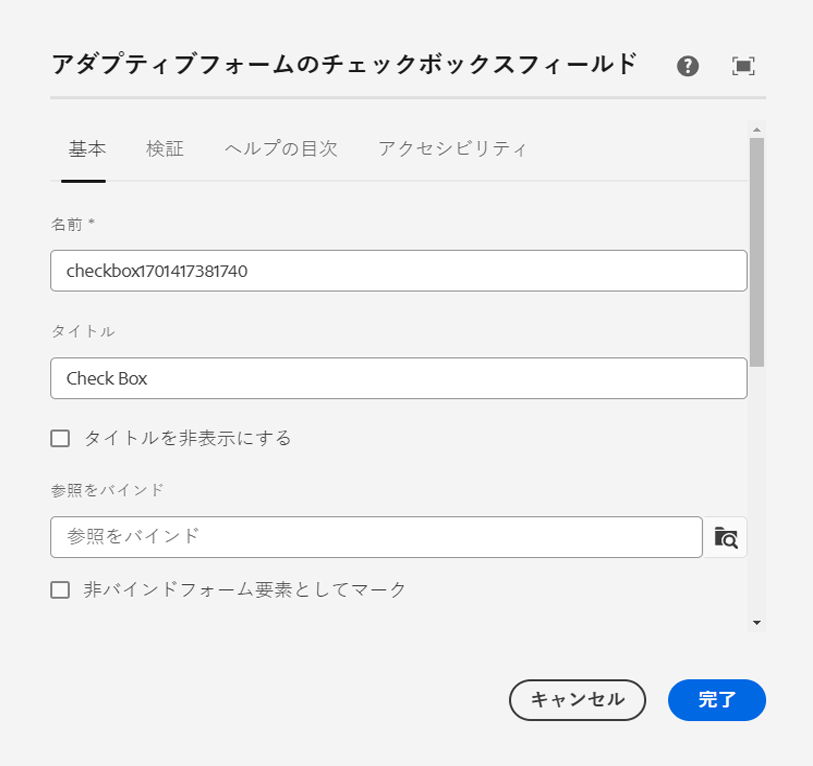 アダプティブフォームのチェックボックスフィールド
基本 検証 ヘルプの目次 アクセシビリティ
名前 *
checkbox1701417381740
タイトル
Check Box
タイトルを非表示にする
参照をバインド
参照をバインド
非バインドフォーム要素としてマーク
キャンセル 完了